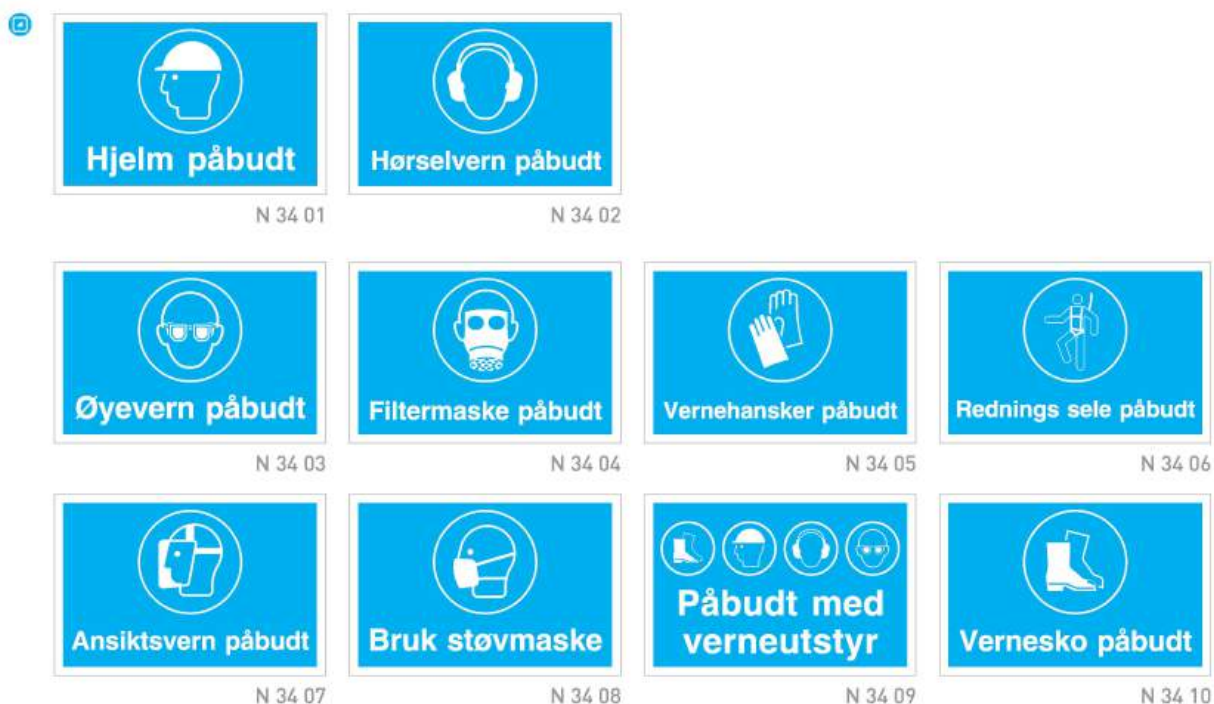 Hjelm påbudt
Hørselvern påbudt
N 34 01
N 34 02
Øyevern påbudt
Filtermaske påbudt
Vernehansker påbudt
Rednings sele påbudt
N 34 03
N 34 04
N 34 05
N 34 06
Ansiktsvern påbudt
Bruk støvmaske
Påbudt med
verneutstyr
Vernesko påbudt
N 34 07
N 34 08
N 34 09
N 34 10